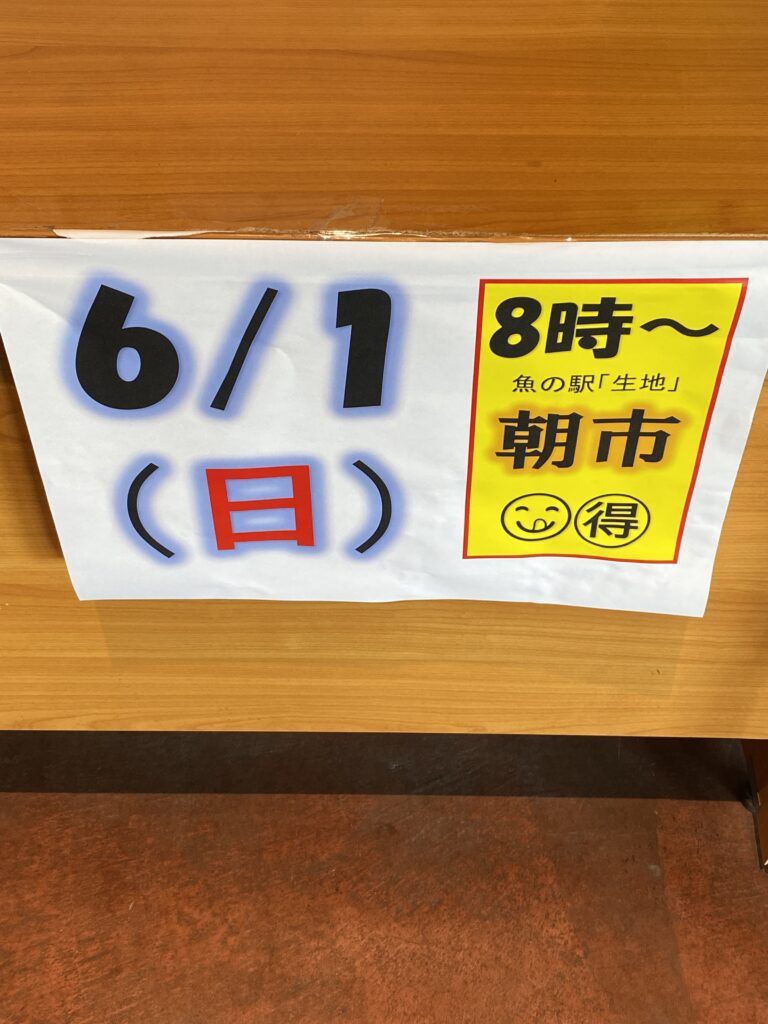 6/1
（日）
8時～
魚の駅「生地」
朝市
得